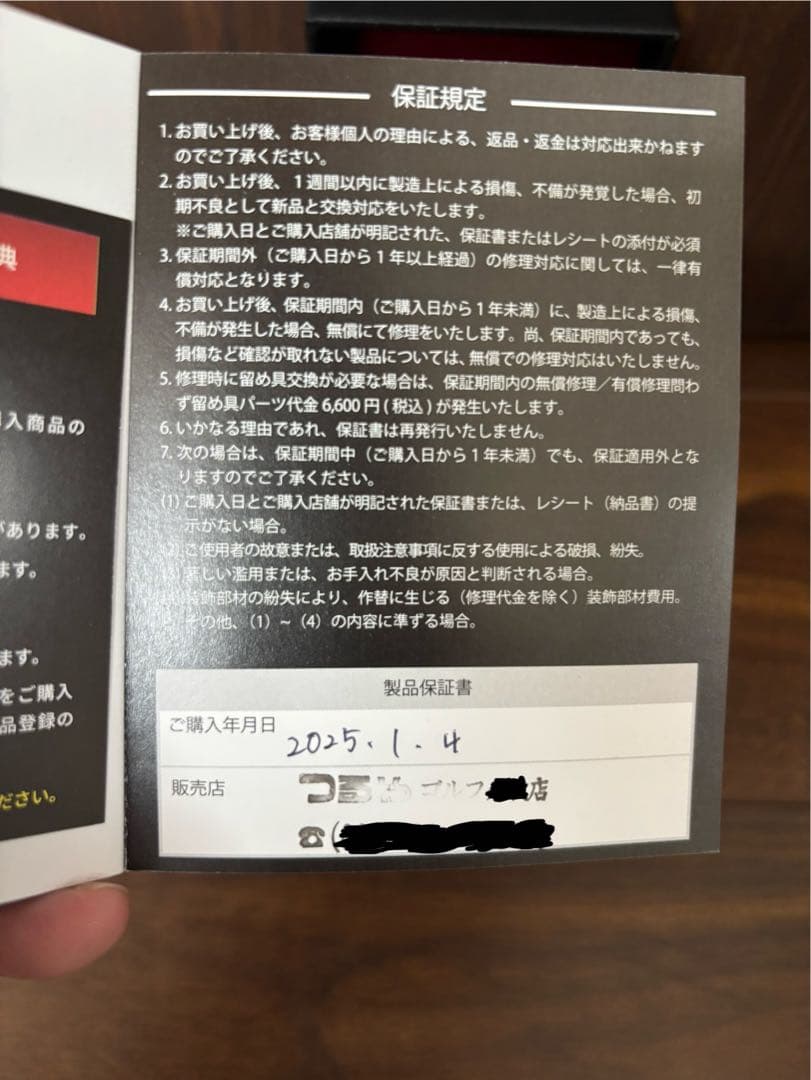 典
入商品の
があります。
ます。
ます。
をご購入
品登録の
ださい。
保証規定
1. お買い上げ後、お客様個人の理由による、返品・返金は対応出来かねます
のでご了承ください。
2. お買い上げ後、1週間以内に製造上による損傷、不備が発覚した場合、初
期不良として新品と交換対応をいたします。
※ご購入日とご購入店舗が明記された、保証書またはレシートの添付が必須
3. 保証期間外（ご購入日から1年以上経過）の修理対応に関しては、一律有
償対応となります。
4. お買い上げ後、保証期間内（ご購入日から1年未満）に、製造上による損傷、
不備が発生した場合、無償にて修理をいたします。尚、保証期間内であっても、
損傷など確認が取れない製品については、無償での修理対応はいたしません。
5. 修理時に留め具交換が必要な場合は、保証期間内の無償修理／有償修理問わ
ず留め具パーツ代金6,600円(税込)が発生いたします。
6. いかなる理由であれ、保証書は再発行いたしません。
7. 次の場合は、保証期間中（ご購入日から1年未満）でも、保証適用外とな
りますのでご了承ください。
(1) ご購入日とご購入店舗が明記された保証書または、レシート（納品書）の提
示がない場合。
(2) ご使用者の故意または、取扱注意事項に反する使用による破損、紛失。
(3) 著しい濫用または、お手入れ不良が原因と判断される場合。
(4) 装飾部材の紛失により、作替に生じる（修理代金を除く）装飾部材費用。
その他、（1）～（4）の内容に準ずる場合。
製品保証書
ご購入年月日
2025.1.4
販売店
つるやゴルフ 店
☎(